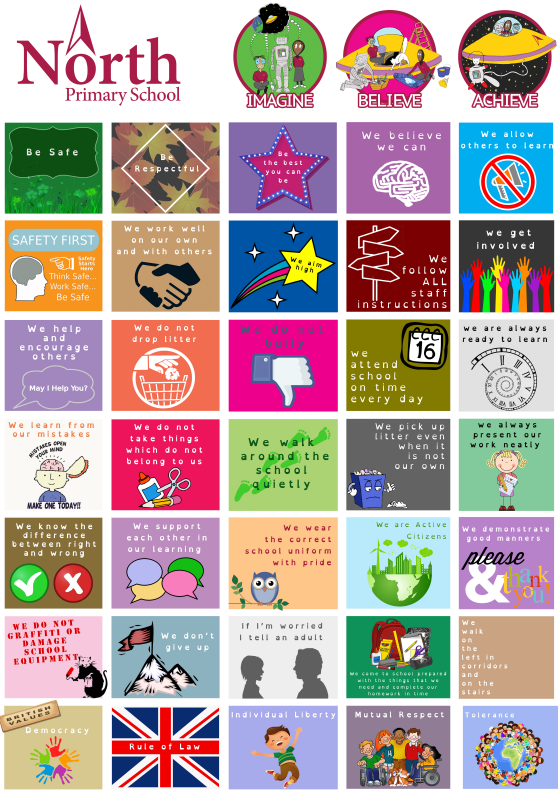 North
Primary School
IMAGINE
BELIEVE
ACHIEVE
Be Safe
Be
Respectful
Be
the best
you can
be
We believe
we can
We allow
others to learn
SAFETY FIRST
Safety
Starts
Here
Think Safe...
Work Safe...
Be Safe
We work well
on our own
and with others
We aim
high
We
follow
ALL
staff
instructions
we get
involved
We help
and
encourage
others
May I Help You?
We do not
drop litter
We do not
bully
CCC
16
we
attend
school
on time
every day
we are always
ready to learn
We learn from
our mistakes
MISTAKES OPEN
YOUR MIND
MAKE ONE TODAY!!
We do not
take things
which do not
belong to us
We walk
around the
school
quietly
We pick up
litter even
when it
is not
our own
we always
present our
work neatly
We know the
difference
between right
and wrong
We support
each other in
our learning
We wear
the correct
school uniform
with pride
We are Active
Citizens
We demonstrate
good manners
please
&
thank
you
WE DO NOT
GRAFFITI OR
DAMAGE
SCHOOL
EQUIPMENT
We don't
give up
If I'm worried
I tell an adult
We come to school prepared
with the things that we
need and complete our
homework in time
We
walk
on
the
left in
corridors
and
on the
stairs
BRITISH
VALUES
Democracy
Rule of Law
Individual Liberty
Mutual Respect
Tolerance